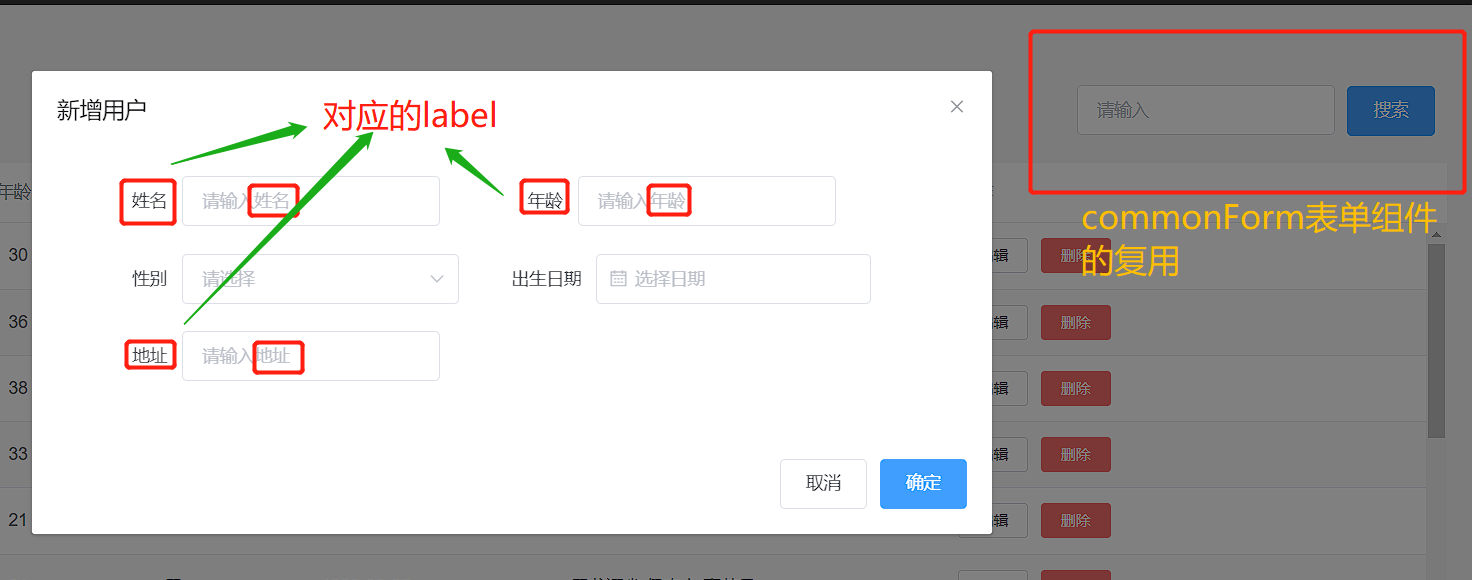 新增用户
对应的label
请输入
搜索
姓名 请输入姓名 年龄 请输入年龄
年龄
commonForm表单组件
的复用
30 辑 删除
性别 请选择 出生日期 选择日期
36 辑 删除
地址 请输入地址
38 辑 删除
33 辑 删除
取消 确定
21 辑 删除